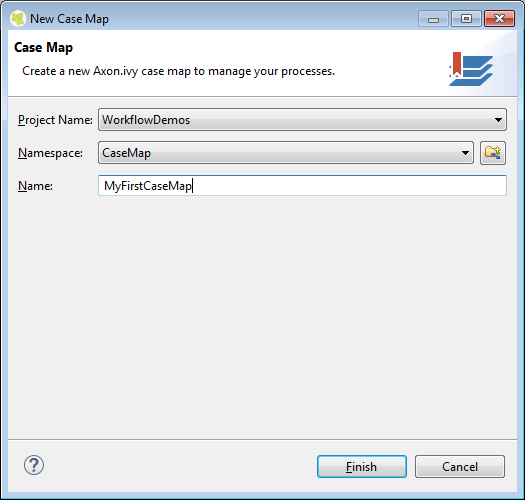 New Case Map
Case Map
Create a new Axon.ivy case map to manage your processes.
Project Name: WorkflowDemos
Namespace: CaseMap
Name: MyFirstCaseMap
?
Finish Cancel